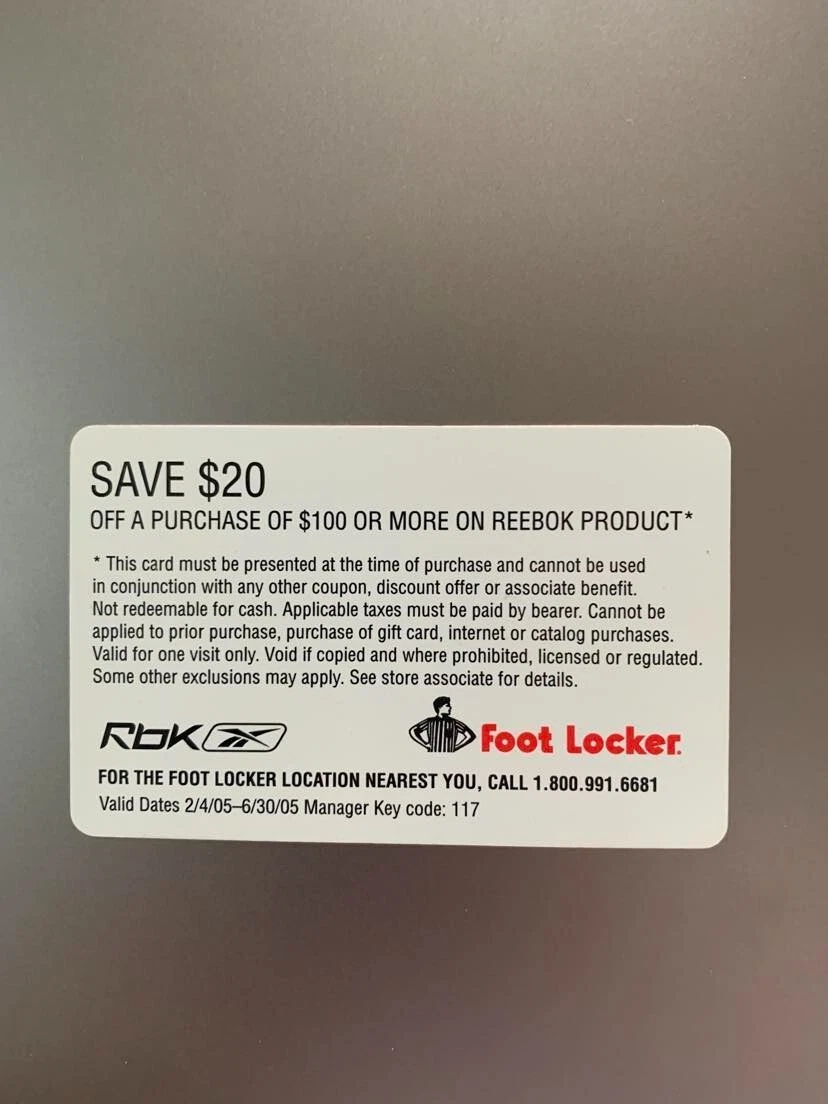 SAVE $20
OFF A PURCHASE OF $100 OR MORE ON REEBOK PRODUCT*
* This card must be presented at the time of purchase and cannot be used
in conjunction with any other coupon, discount offer or associate benefit.
Not redeemable for cash. Applicable taxes must be paid by bearer. Cannot be
applied to prior purchase, purchase of gift card, internet or catalog purchases.
Valid for one visit only. Void if copied and where prohibited, licensed or regulated.
Some other exclusions may apply. See store associate for details.
Rbk Foot Locker.
FOR THE FOOT LOCKER LOCATION NEAREST YOU, CALL 1.800.991.6681
Valid Dates 2/4/05–6/30/05 Manager Key code: 117